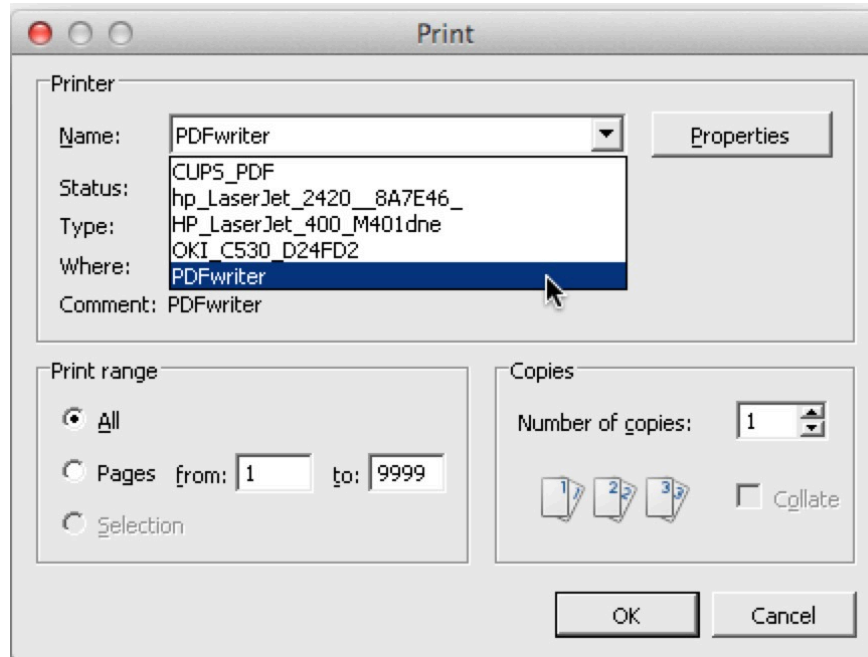 Print
Printer
Name: PDFwriter Properties
CUPS_PDF
Status: hp_LaserJet_2420__8A7E46_
Type: HP_LaserJet_400_M401dne
OKI_C530_D24FD2
Where: PDFwriter
Comment: PDFwriter
Print range
All
Pages from: 1 to: 9999
Selection
Copies
Number of copies: 1
1 1 2 2 3 3 Collate
OK Cancel